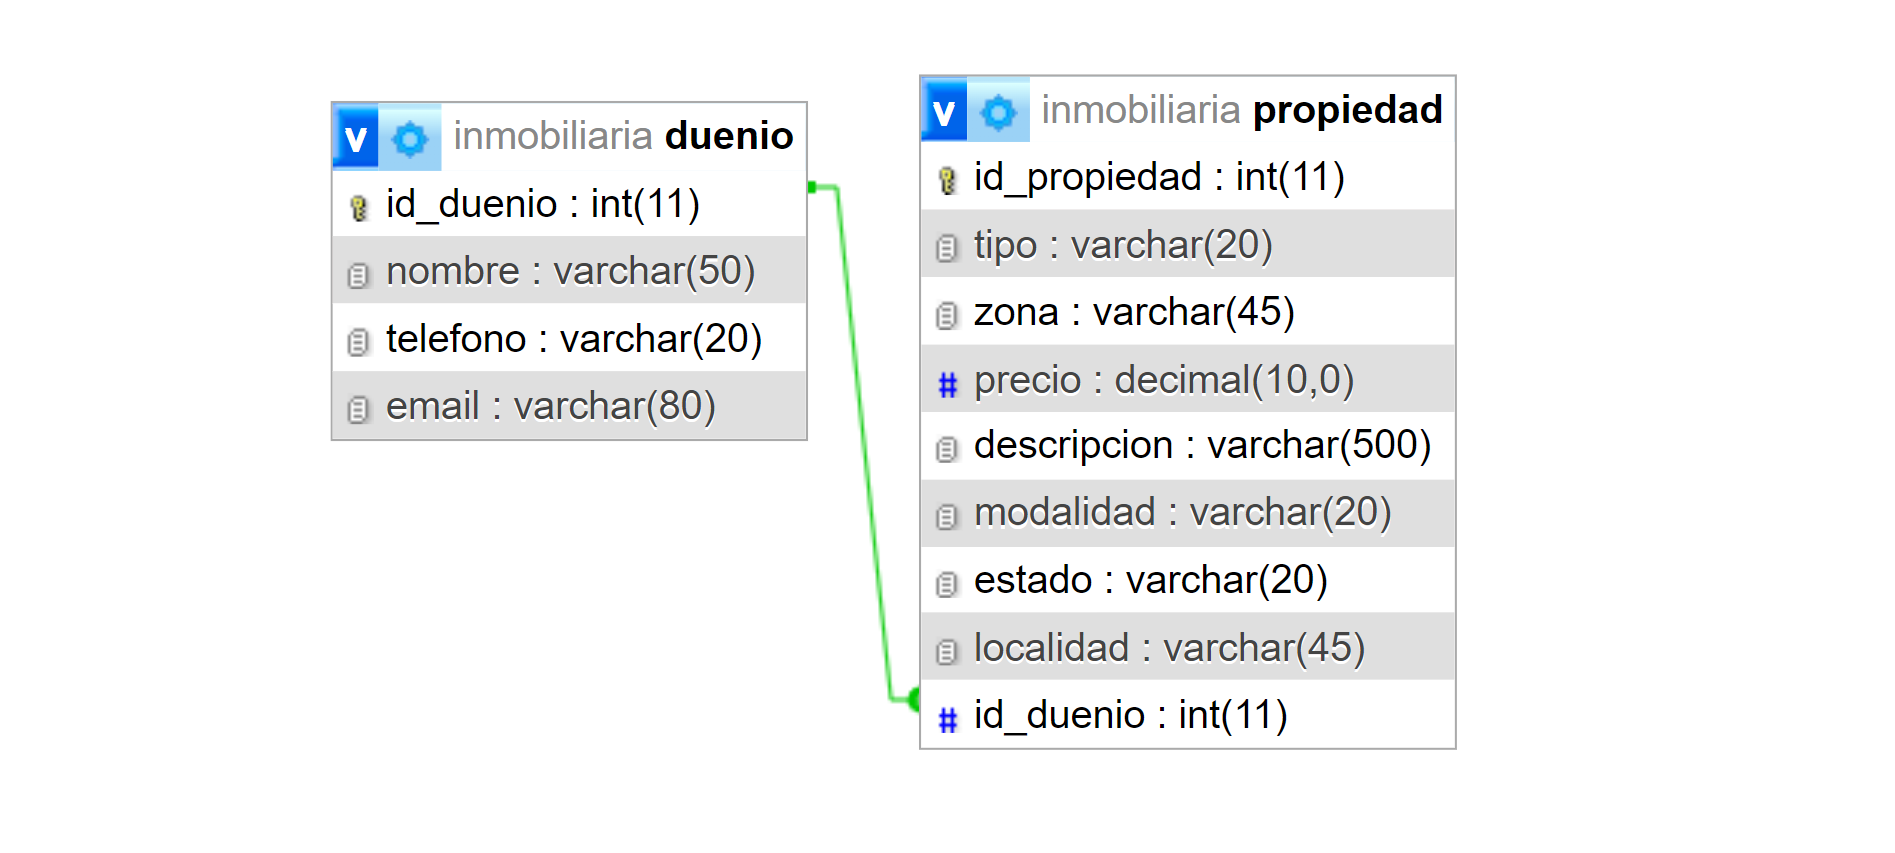 v inmobiliaria duenio
id_duenio : int(11)
nombre : varchar(50)
telefono : varchar(20)
email : varchar(80)
v inmobiliaria propiedad
id_propiedad : int(11)
tipo : varchar(20)
zona : varchar(45)
# precio : decimal(10,0)
descripcion : varchar(500)
modalidad : varchar(20)
estado : varchar(20)
localidad : varchar(45)
# id_duenio : int(11)